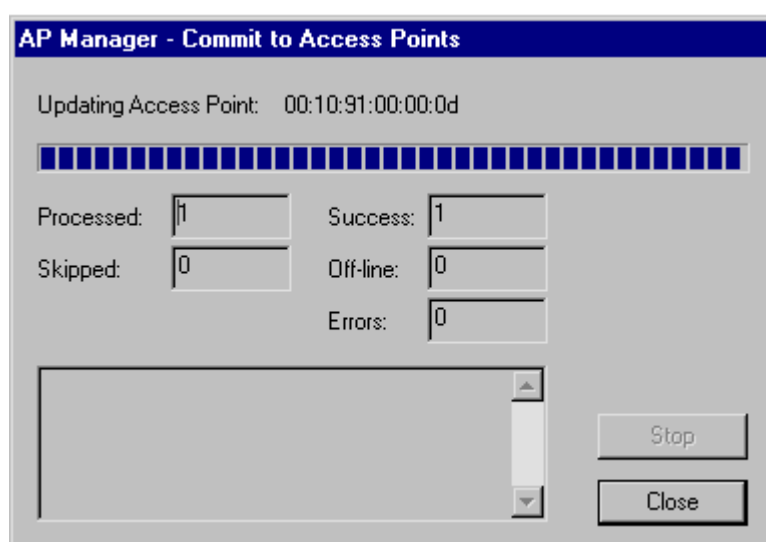 AP Manager - Commit to Access Points
Updating Access Point: 00:10:91:00:00:0d
Processed: 1 Success: 1
Skipped: 0 Off-line: 0
Errors: 0
Stop
Close